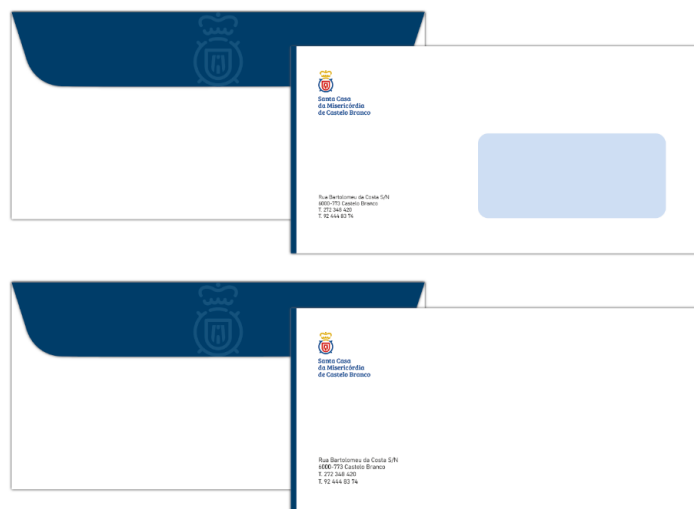 Santa Casa
da Misericórdia
de Castelo Branco
Rua Bartolomeu da Costa S/N
6000-773 Castelo Branco
T. 272 348 420
T. 92 444 83 74
Santa Casa
da Misericórdia
de Castelo Branco
Rua Bartolomeu da Costa S/N
6000-773 Castelo Branco
T. 272 348 420
T. 92 444 83 74